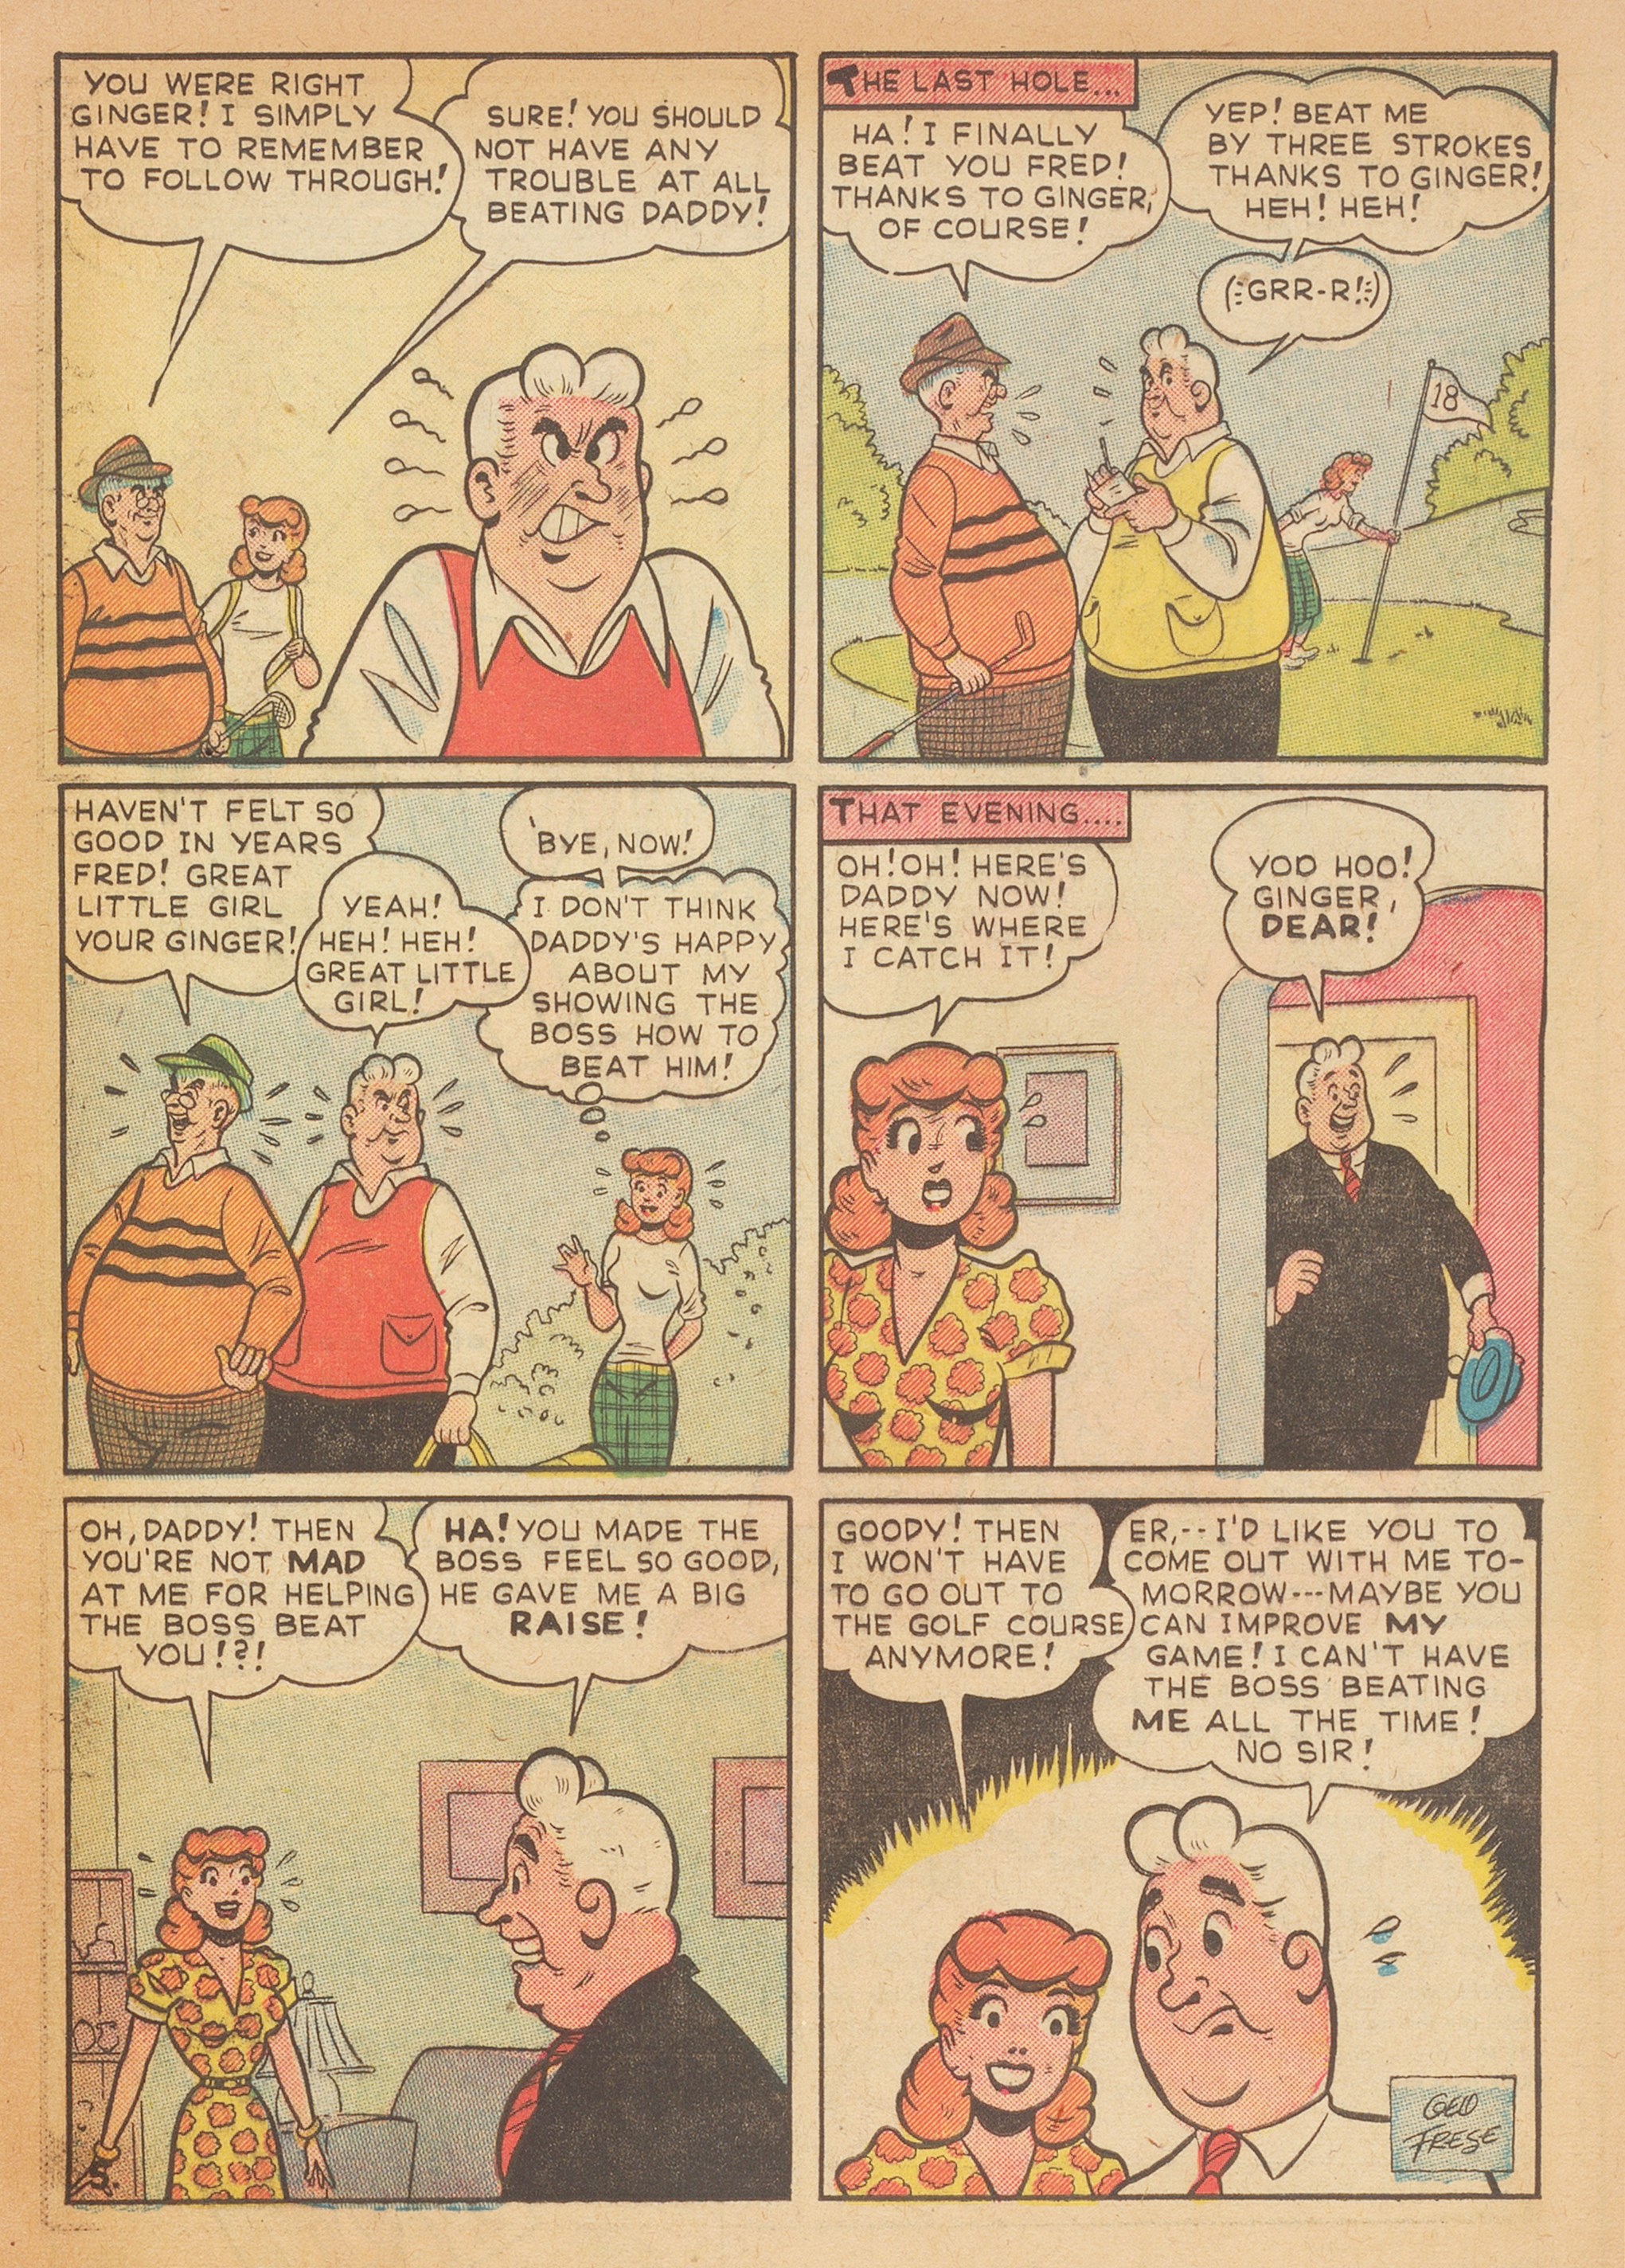 YOU WERE RIGHT
GINGER! I SIMPLY
HAVE TO REMEMBER
TO FOLLOW THROUGH!
SURE! YOU SHOULD
NOT HAVE ANY
TROUBLE AT ALL
BEATING DADDY!
THE LAST HOLE...
HA! I FINALLY
BEAT YOU FRED!
THANKS TO GINGER,
OF COURSE!
YEP! BEAT ME
BY THREE STROKES
THANKS TO GINGER!
HEH! HEH!
(:GRR-R!:)
18
HAVEN'T FELT SO
GOOD IN YEARS
FRED! GREAT
LITTLE GIRL
YOUR GINGER!
YEAH!
HEH! HEH!
GREAT LITTLE
GIRL!
'BYE, NOW!
I DON'T THINK
DADDY'S HAPPY
ABOUT MY
SHOWING THE
BOSS HOW TO
BEAT HIM!
THAT EVENING....
OH! OH! HERE'S
DADDY NOW!
HERE'S WHERE
I CATCH IT!
YOO HOO!
GINGER,
DEAR!
OH, DADDY! THEN
YOU'RE NOT MAD
AT ME FOR HELPING
THE BOSS BEAT
YOU!?!
HA! YOU MADE THE
BOSS FEEL SO GOOD,
HE GAVE ME A BIG
RAISE!
5.
GOODY! THEN
I WON'T HAVE
TO GO OUT TO
THE GOLF COURSE
ANYMORE!
ER,-- I'D LIKE YOU TO
COME OUT WITH ME TO-
MORROW---MAYBE YOU
CAN IMPROVE MY
GAME! I CAN'T HAVE
THE BOSS BEATING
ME ALL THE TIME!
NO SIR!
GEO
FRESE